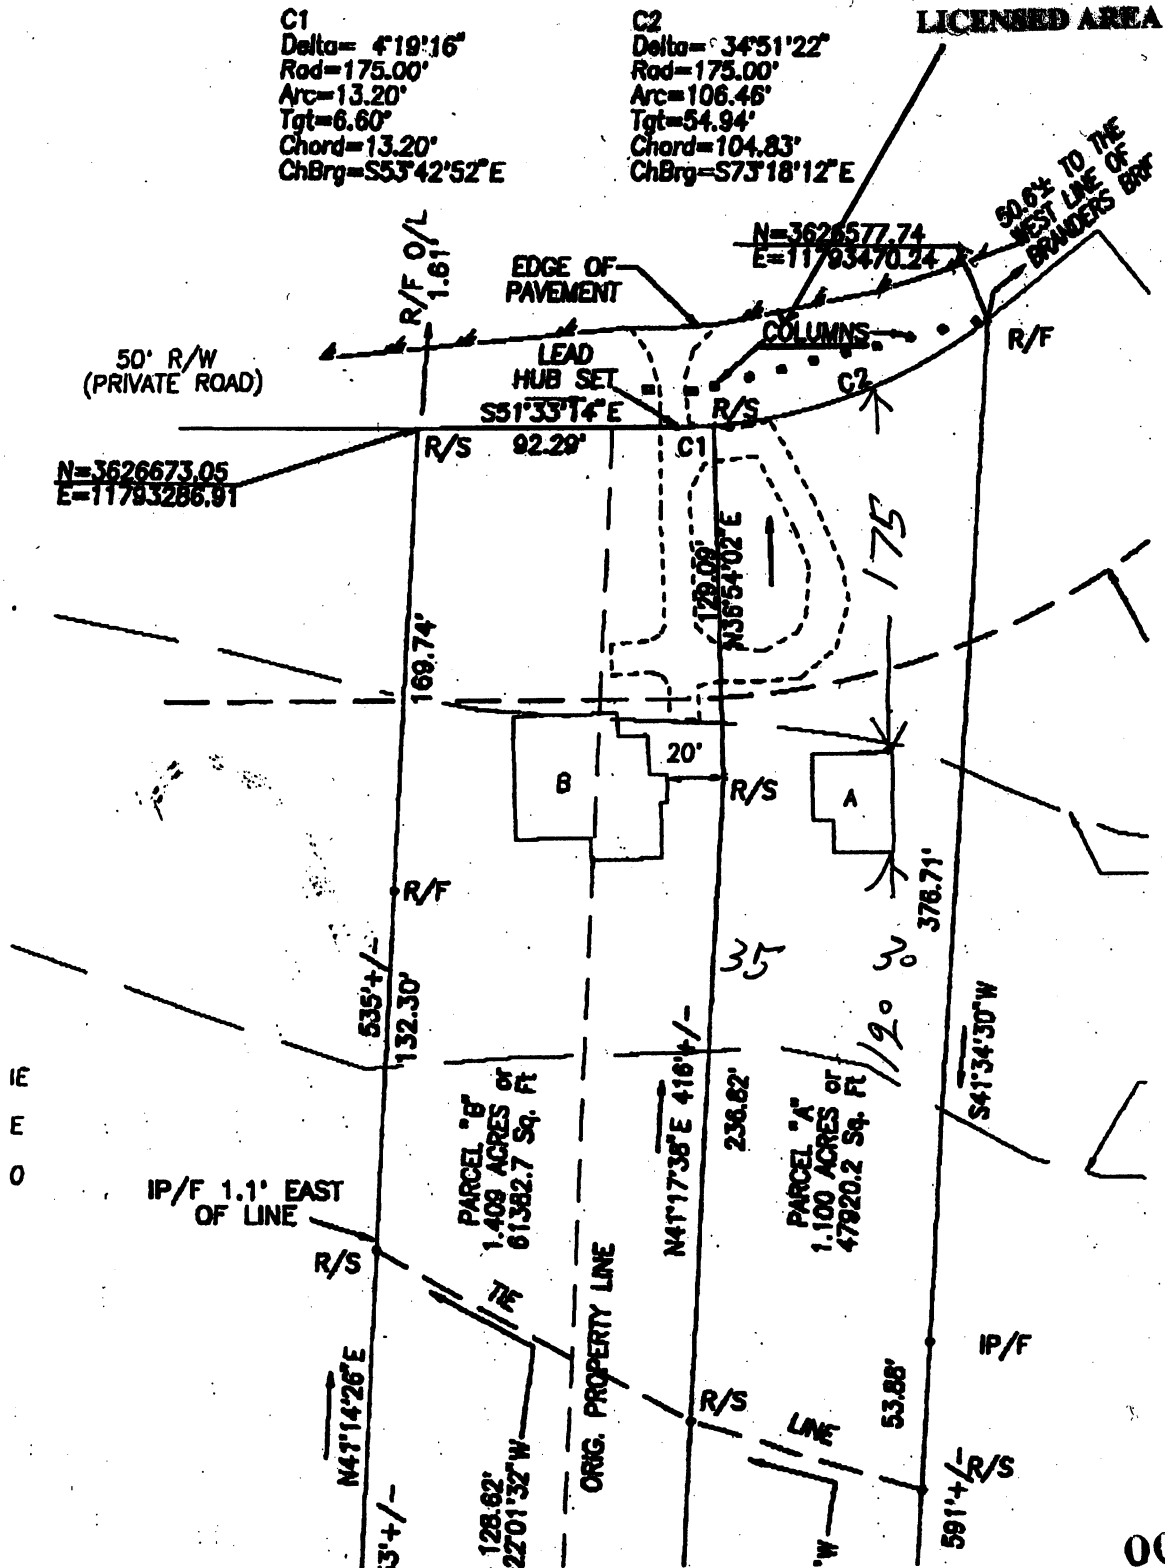 C1
Delta= 4°19'16"
Rad=175.00'
Arc=13.20'
Tgt=6.60'
Chord=13.20'
ChBrg=S53°42'52"E
C2
Delta= 34°51'22"
Rad=175.00'
Arc=106.46'
Tgt=54.94'
Chord=104.83'
ChBrg=S73°18'12"E
LICENSED AREA
50.6'± TO THE
WEST LINE OF
BRANDERS
N=3626577.74
E=11793470.24
R/F O/L
1.61'
EDGE OF
PAVEMENT
COLUMNS
R/F
50' R/W
(PRIVATE ROAD)
LEAD
HUB SET
S51°33'14"E
92.29'
R/S
R/S
C1
C2
N=3626673.05
E=11793286.91
175
129.09'
N36°54'02"E
169.74'
20'
B
R/S
A
R/F
376.71'
35
30
120
535'+/-
132.30'
S41°34'30"W
IE
E
O
PARCEL "B"
1.409 ACRES or
61382.7 Sq. Ft
N41°17'38"E 416'+/-
236.82'
PARCEL "A"
1.100 ACRES or
47920.2 Sq. Ft
IP/F 1.1' EAST
OF LINE
R/S
TIE
ORIG. PROPERTY LINE
IP/F
N41°14'26"E
R/S
LINE
53.88'
R/S
128.62'
22°01'32"W
3'+/-
"W
591'+/-